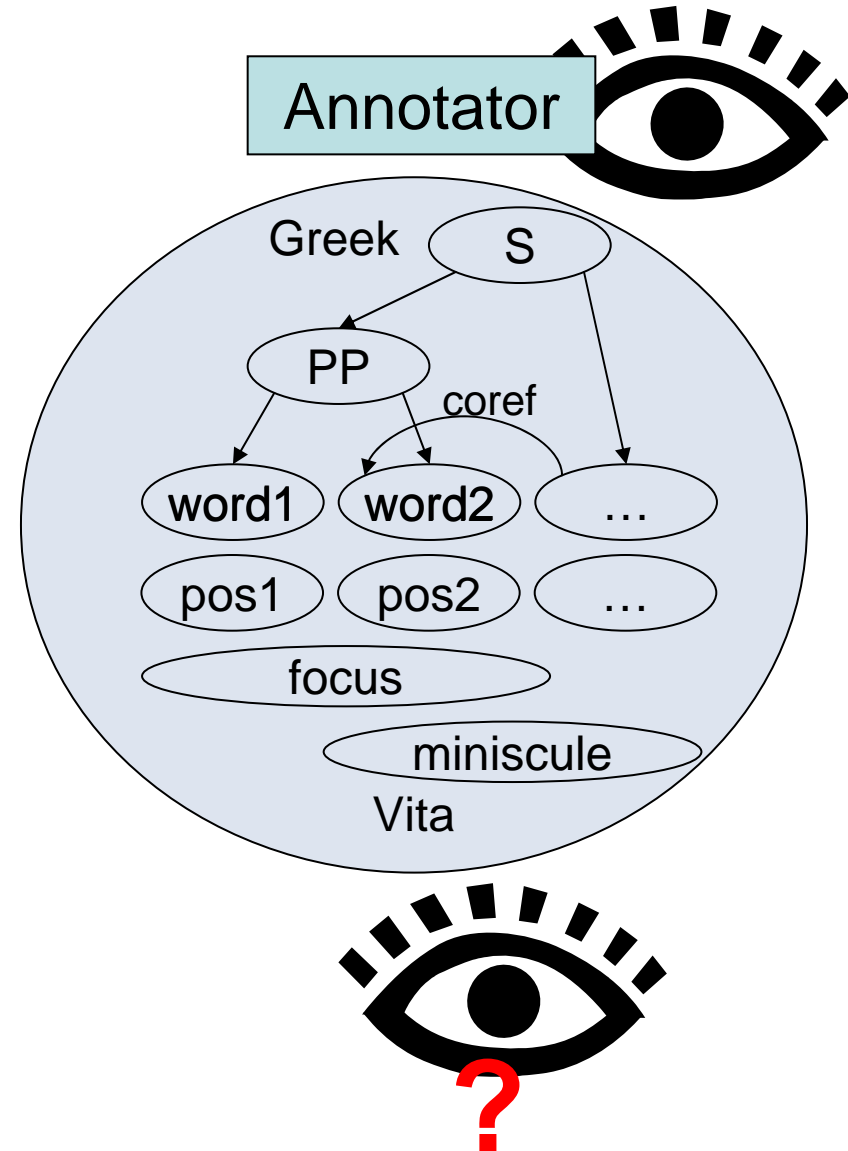 Annotator
Greek
S
PP
coref
word1 word2 …
pos1 pos2 …
focus
miniscule
Vita
?